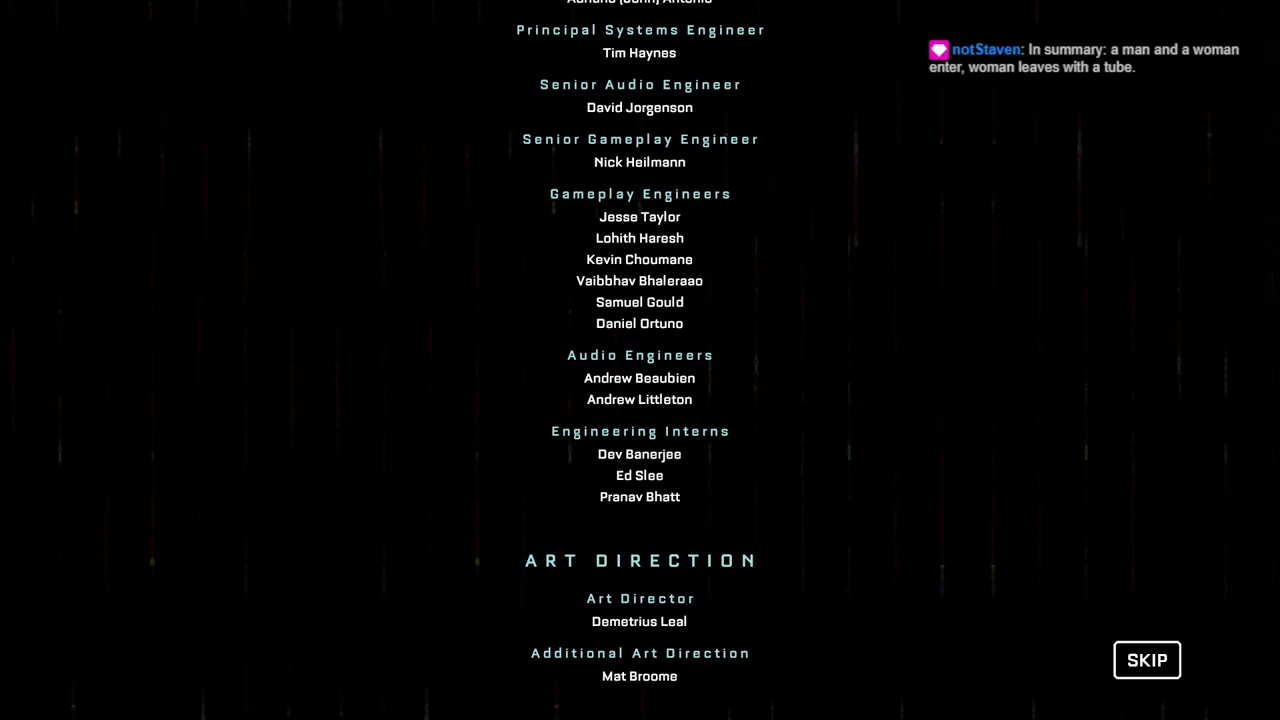 Principal Systems Engineer
Tim Haynes
Senior Audio Engineer
David Jorgenson
Senior Gameplay Engineer
Nick Heilmann
Gameplay Engineers
Jesse Taylor
Lohith Haresh
Kevin Choumane
Vaibbhav Bhaleraao
Samuel Gould
Daniel Ortuno
Audio Engineers
Andrew Beaubien
Andrew Littleton
Engineering Interns
Dev Banerjee
Ed Slee
Pranav Bhatt
ART DIRECTION
Art Director
Demetrius Leal
Additional Art Direction
Mat Broome
notStaven: In summary: a man and a woman
enter, woman leaves with a tube.
SKIP